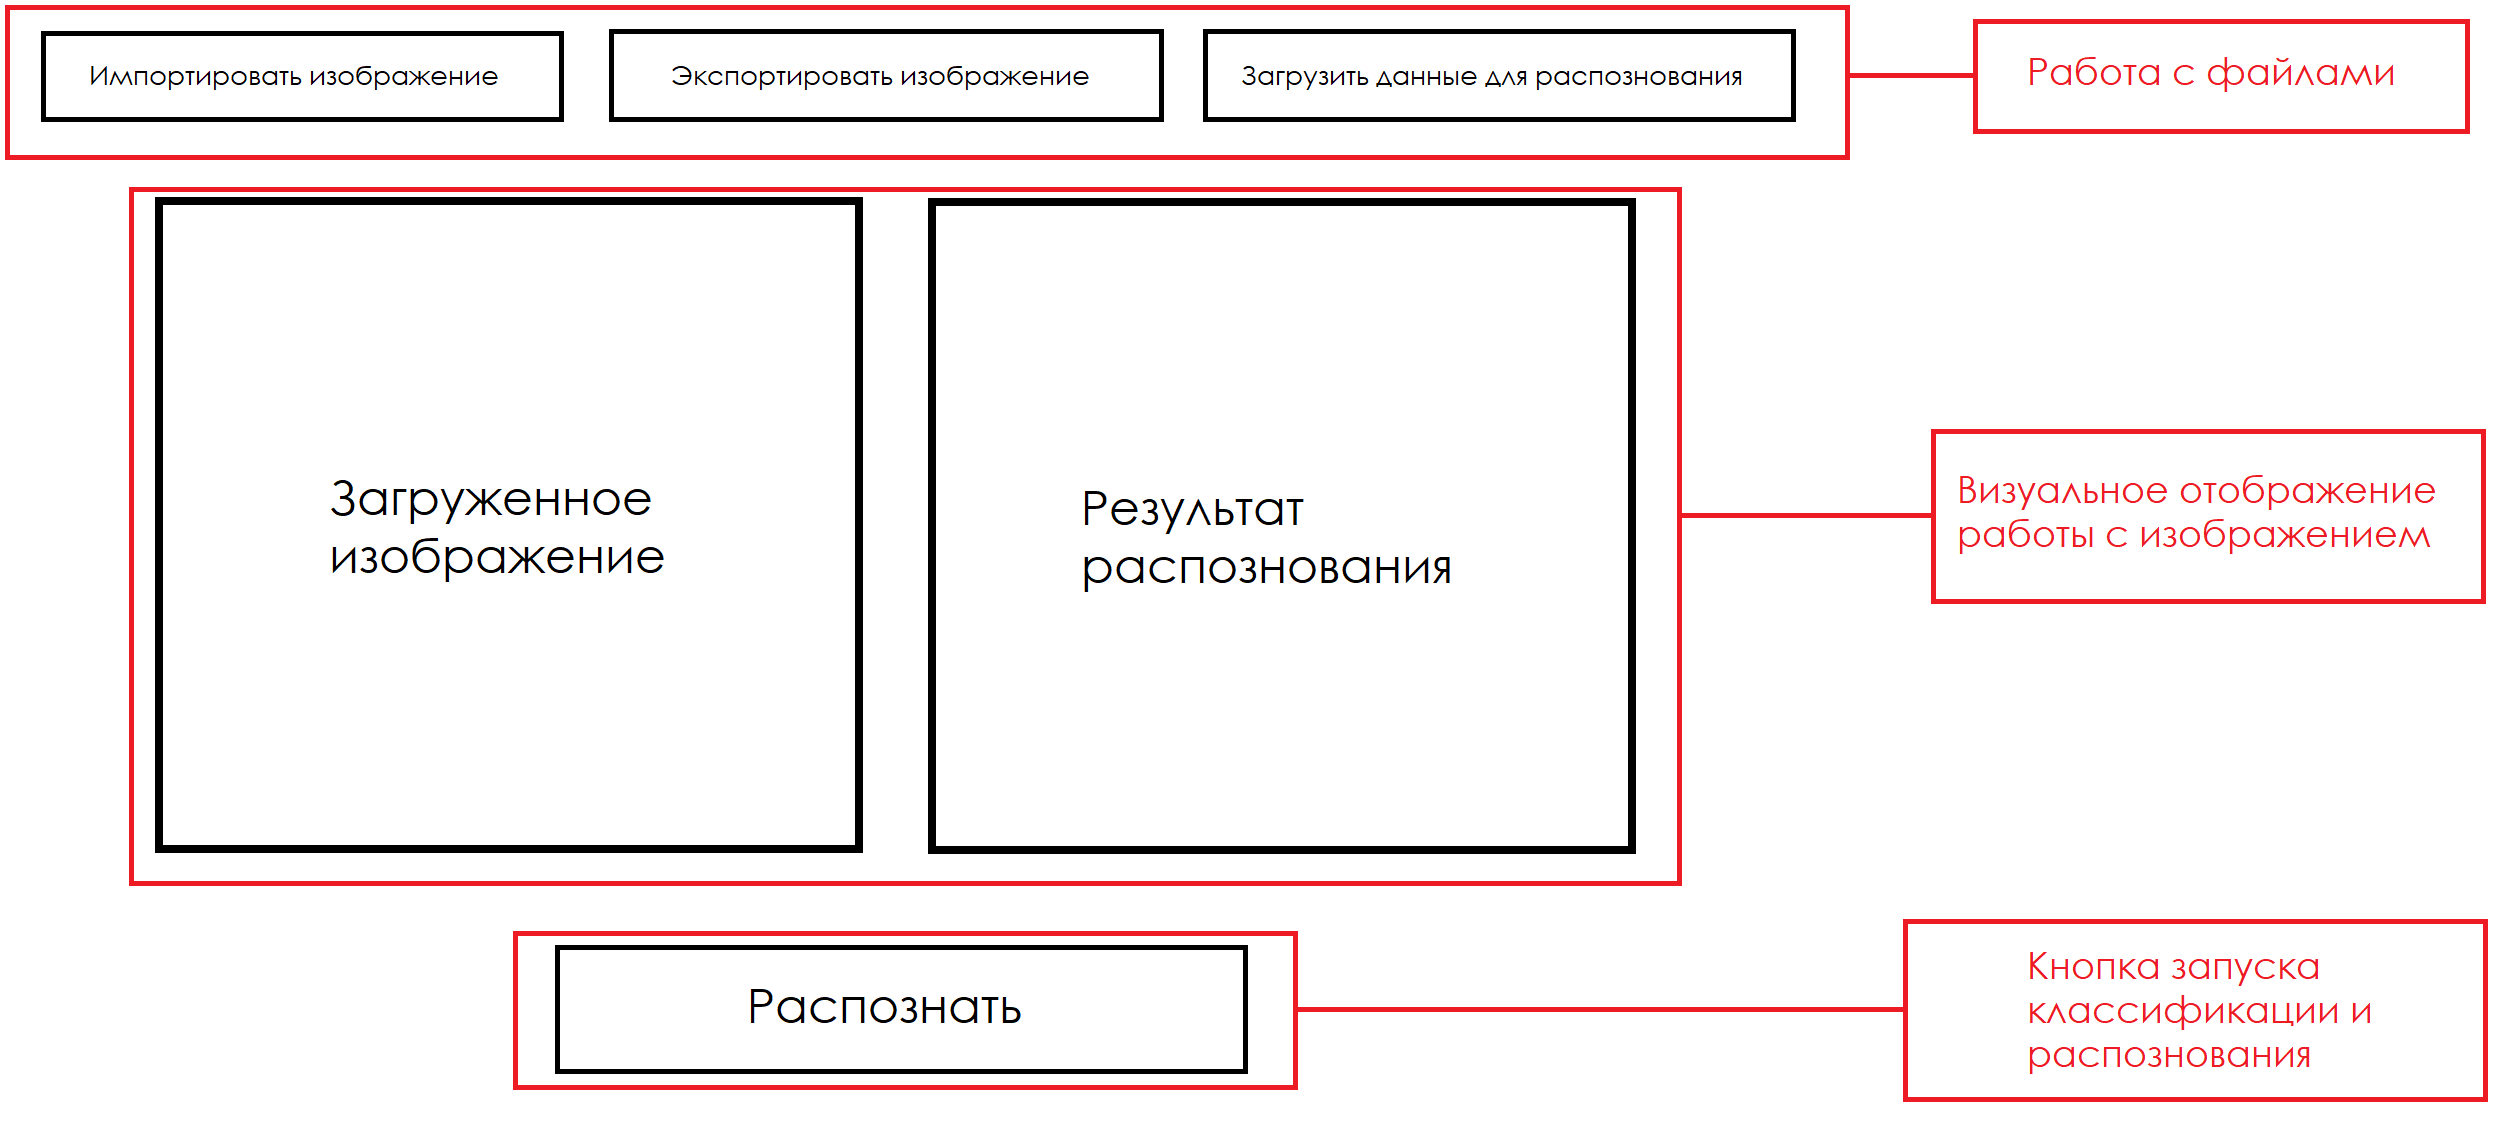 Импортировать изображение
Экспортировать изображение
Загрузить данные для распознования
Работа с файлами
Загруженное
изображение
Результат
распознования
Визуальное отображение
работы с изображением
Распознать
Кнопка запуска
классификации и
распознования